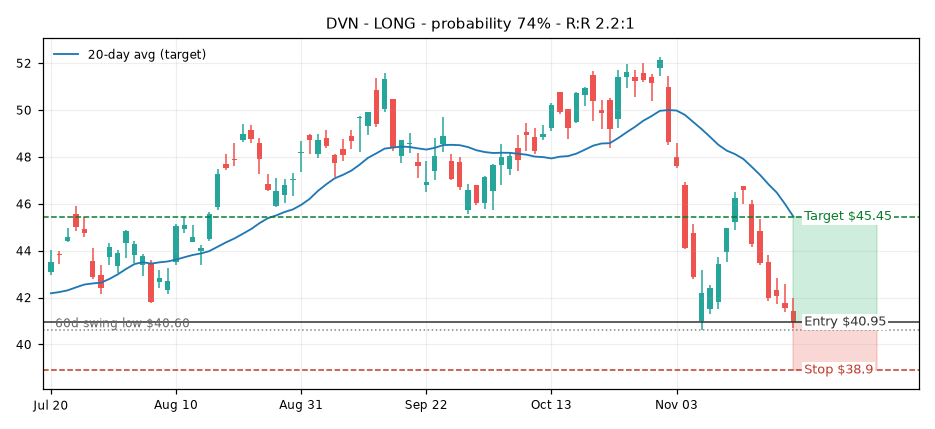 DVN - LONG - probability 74% - R:R 2.2:1
20-day avg (target)
52
50
48
46
44
42
40
Target $45.45
60d swing low $40.60
Entry $40.95
Stop $38.9
Jul 20
Aug 10
Aug 31
Sep 22
Oct 13
Nov 03